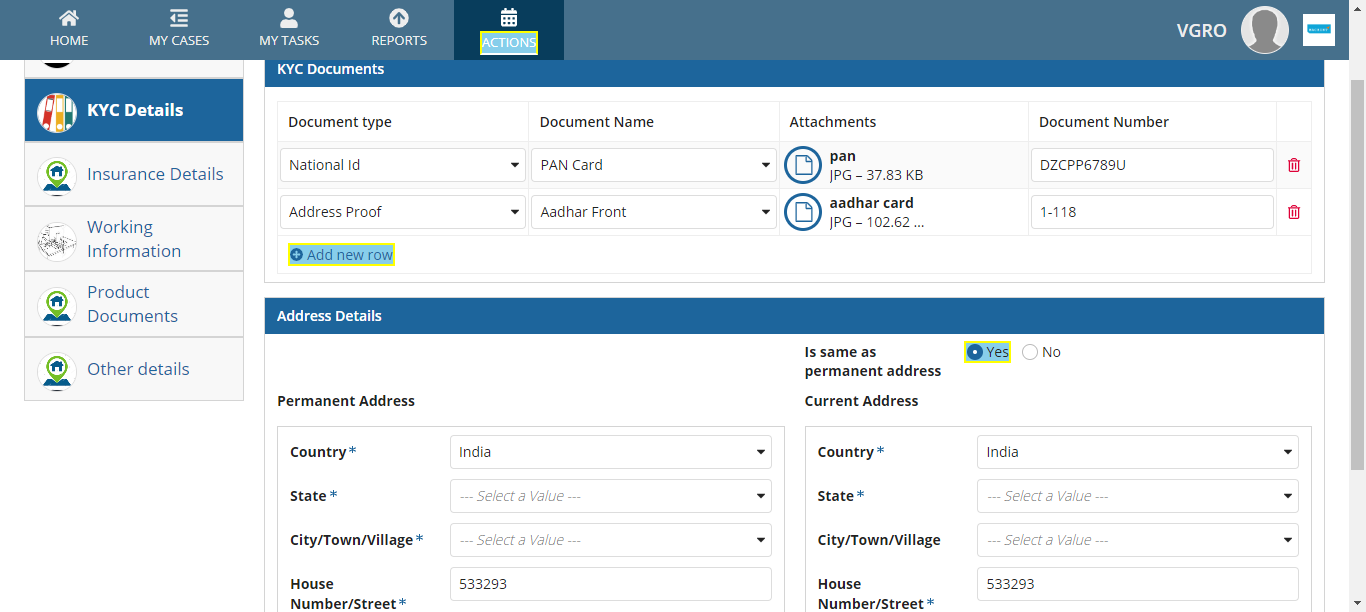 HOME
MY CASES
MY TASKS
REPORTS
ACTIONS
VGRO
KYC Details
Insurance Details
Working
Information
Product
Documents
Other details
KYC Documents
Document type
Document Name
Attachments
Document Number
National Id
PAN Card
pan
JPG – 37.83 KB
DZCPP6789U
Address Proof
Aadhar Front
aadhar card
JPG – 102.62 ...
1-118
Add new row
Address Details
Is same as
permanent address
Yes
No
Permanent Address
Country *
India
State *
--- Select a Value ---
City/Town/Village *
--- Select a Value ---
House
Number/Street *
533293
Current Address
Country *
India
State *
--- Select a Value ---
City/Town/Village
--- Select a Value ---
House
Number/Street *
533293